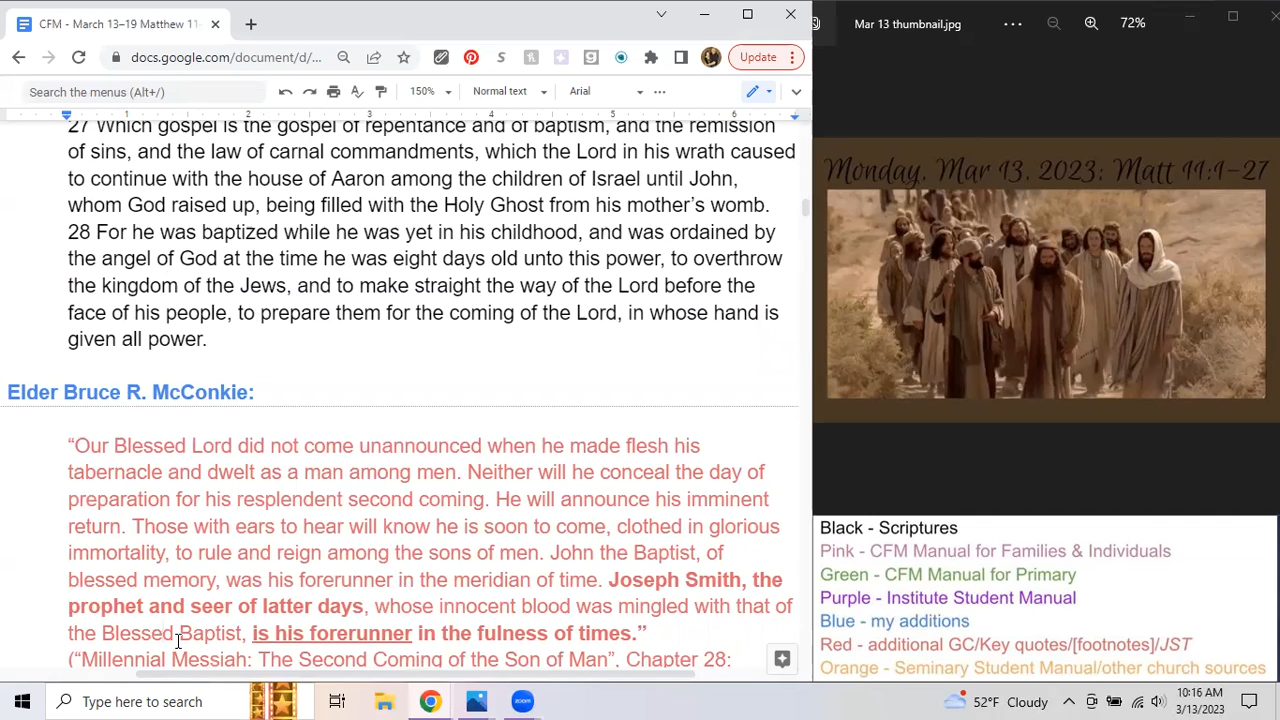 CFM - March 13–19 Matthew 11-
Mar 13 thumbnail.jpg
72%
docs.google.com/document/d/...
Update
Search the menus (Alt+/)
150%
Normal text
Arial
1 2 3 4 5 6
27 Which gospel is the gospel of repentance and of baptism, and the remission
of sins, and the law of carnal commandments, which the Lord in his wrath caused
to continue with the house of Aaron among the children of Israel until John,
whom God raised up, being filled with the Holy Ghost from his mother’s womb.
28 For he was baptized while he was yet in his childhood, and was ordained by
the angel of God at the time he was eight days old unto this power, to overthrow
the kingdom of the Jews, and to make straight the way of the Lord before the
face of his people, to prepare them for the coming of the Lord, in whose hand is
given all power.
Elder Bruce R. McConkie:
“Our Blessed Lord did not come unannounced when he made flesh his
tabernacle and dwelt as a man among men. Neither will he conceal the day of
preparation for his resplendent second coming. He will announce his imminent
return. Those with ears to hear will know he is soon to come, clothed in glorious
immortality, to rule and reign among the sons of men. John the Baptist, of
blessed memory, was his forerunner in the meridian of time. Joseph Smith, the
prophet and seer of latter days, whose innocent blood was mingled with that of
the Blessed Baptist, is his forerunner in the fulness of times.”
(“Millennial Messiah: The Second Coming of the Son of Man”, Chapter 28:
Monday, Mar 13, 2023: Matt 11:1-27
Black - Scriptures
Pink - CFM Manual for Families & Individuals
Green - CFM Manual for Primary
Purple - Institute Student Manual
Blue - my additions
Red - additional GC/Key quotes/[footnotes]/JST
Orange - Seminary Student Manual/other church sources
Type here to search
52°F Cloudy
10:16 AM
3/13/2023